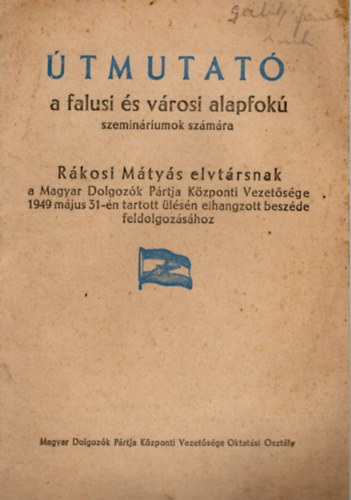 ÚTMUTATÓ
a falusi és városi alapfokú
szemináriumok számára
Rákosi Mátyás elvtársnak
a Magyar Dolgozók Pártja Központi Vezetősége
1949 május 31-én tartott ülésén elhangzott beszéde
feldolgozásához
Magyar Dolgozók Pártja Központi Vezetősége Oktatási Osztály